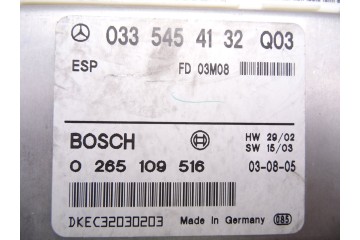 033 545 41 32 Q03
ESP FD 03M08
BOSCH HW 29/02
SW 15/03
0 265 109 516 03-08-05
DKEC32030203 Made in Germany 085